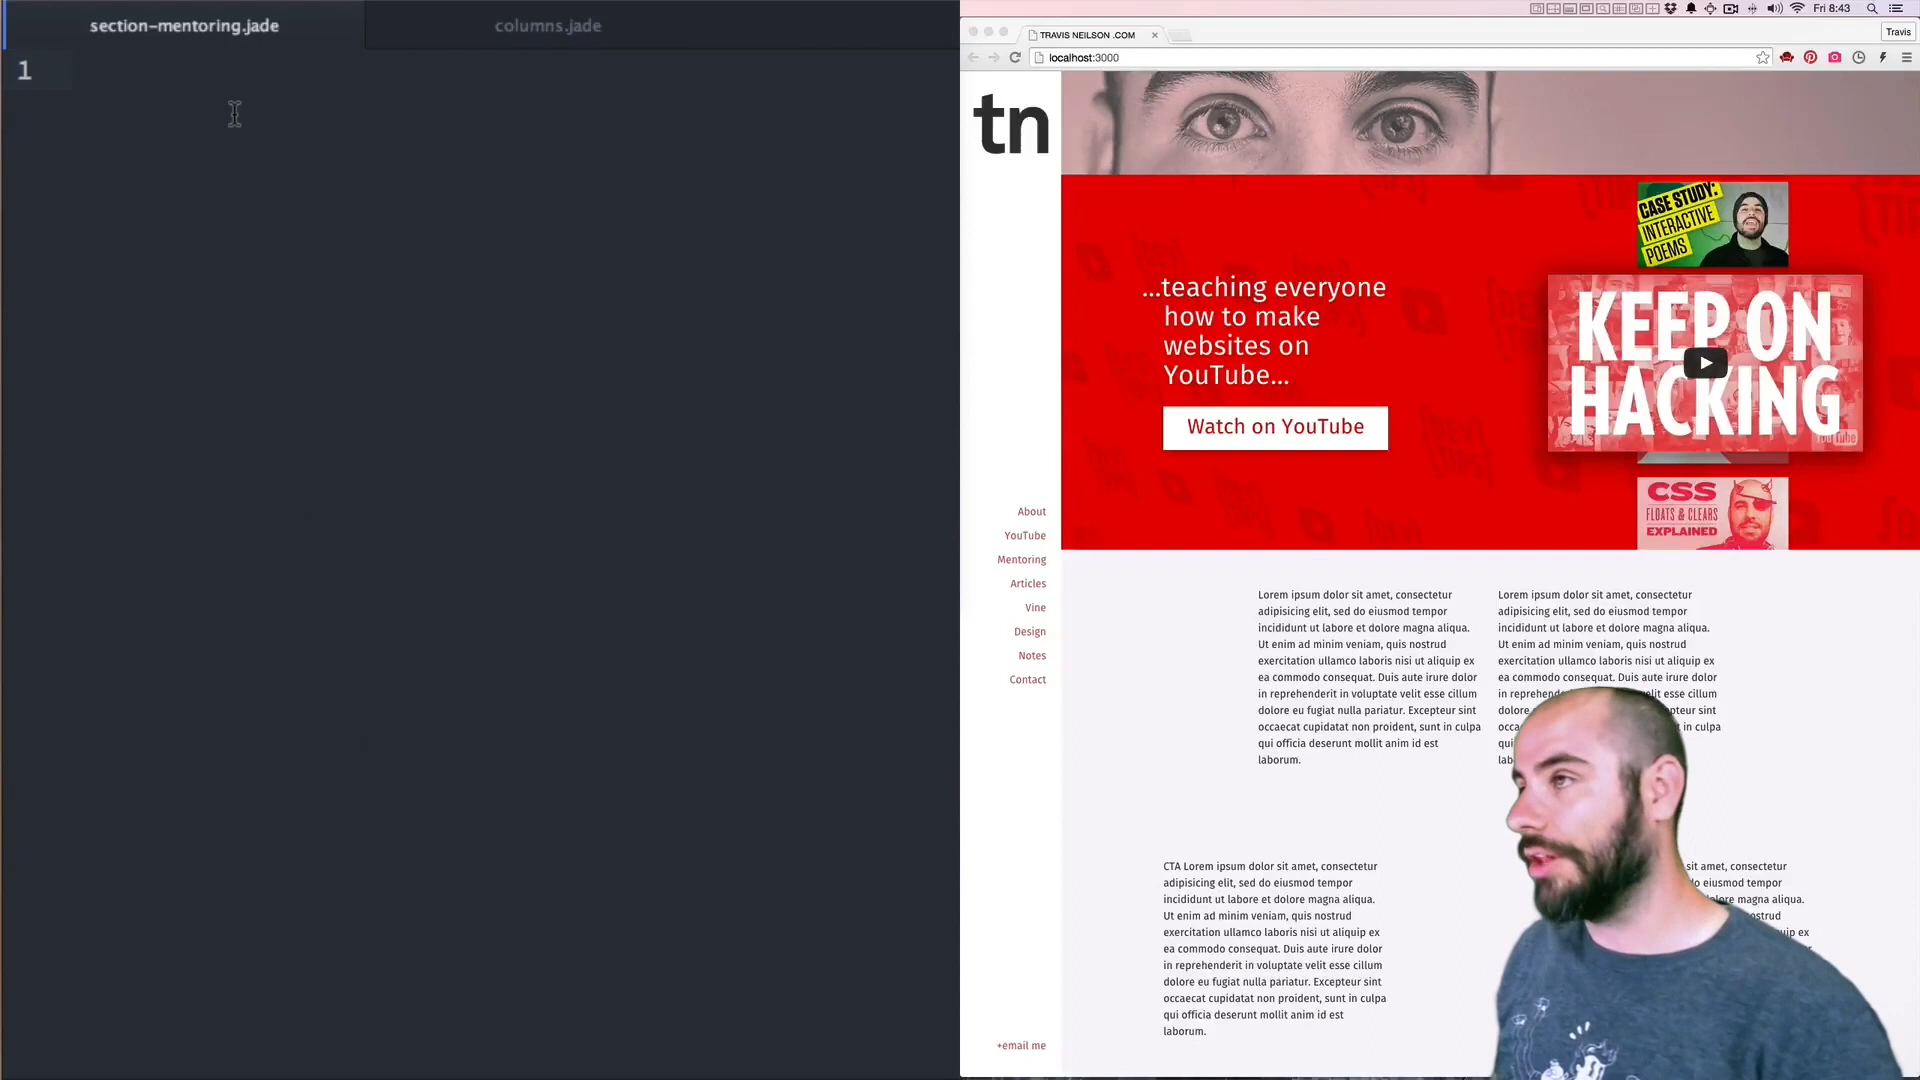 section-mentoring.jade
columns.jade
1
Fri 8:43
TRAVIS NEILSON .COM
Travis
localhost:3000
tn
CASE STUDY:
INTERACTIVE
POEMS
...teaching everyone
how to make
websites on
YouTube...
Watch on YouTube
KEEP ON
HACKING
YouTube
CSS
FLOATS & CLEARS
EXPLAINED
About
YouTube
Mentoring
Articles
Vine
Design
Notes
Contact
+email me
Lorem ipsum dolor sit amet, consectetur
adipisicing elit, sed do eiusmod tempor
incididunt ut labore et dolore magna aliqua.
Ut enim ad minim veniam, quis nostrud
exercitation ullamco laboris nisi ut aliquip ex
ea commodo consequat. Duis aute irure dolor
in reprehenderit in voluptate velit esse cillum
dolore eu fugiat nulla pariatur. Excepteur sint
occaecat cupidatat non proident, sunt in culpa
qui officia deserunt mollit anim id est
laborum.
Lorem ipsum dolor sit amet, consectetur
adipisicing elit, sed do eiusmod tempor
incididunt ut labore et dolore magna aliqua.
Ut enim ad minim veniam, quis nostrud
exercitation ullamco laboris nisi ut aliquip ex
ea commodo consequat. Duis aute irure dolor
in reprehend elit esse cillum
dolore pteur sint
occa in culpa
qui
lab
CTA Lorem ipsum dolor sit amet, consectetur
adipisicing elit, sed do eiusmod tempor
incididunt ut labore et dolore magna aliqua.
Ut enim ad minim veniam, quis nostrud
exercitation ullamco laboris nisi ut aliquip ex
ea commodo consequat. Duis aute irure dolor
in reprehenderit in voluptate velit esse cillum
dolore eu fugiat nulla pariatur. Excepteur sint
occaecat cupidatat non proident, sunt in culpa
qui officia deserunt mollit anim id est
laborum.
sit amet, consectetur
do eiusmod tempor
ore magna aliqua.
nostrud
uip ex